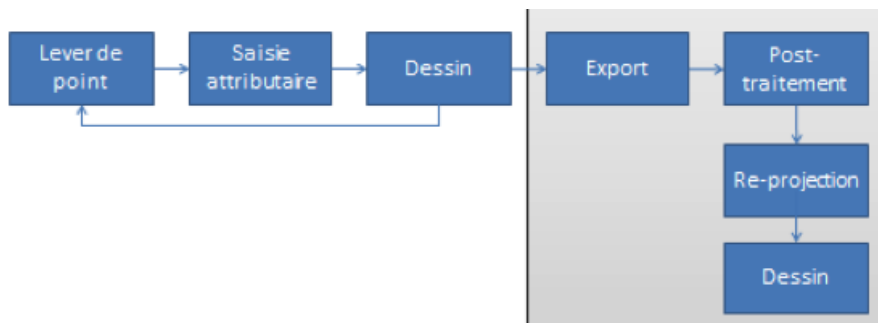 Lever de
point
Saisie
attributaire
Dessin
Export
Post-
traitement
Re-projection
Dessin